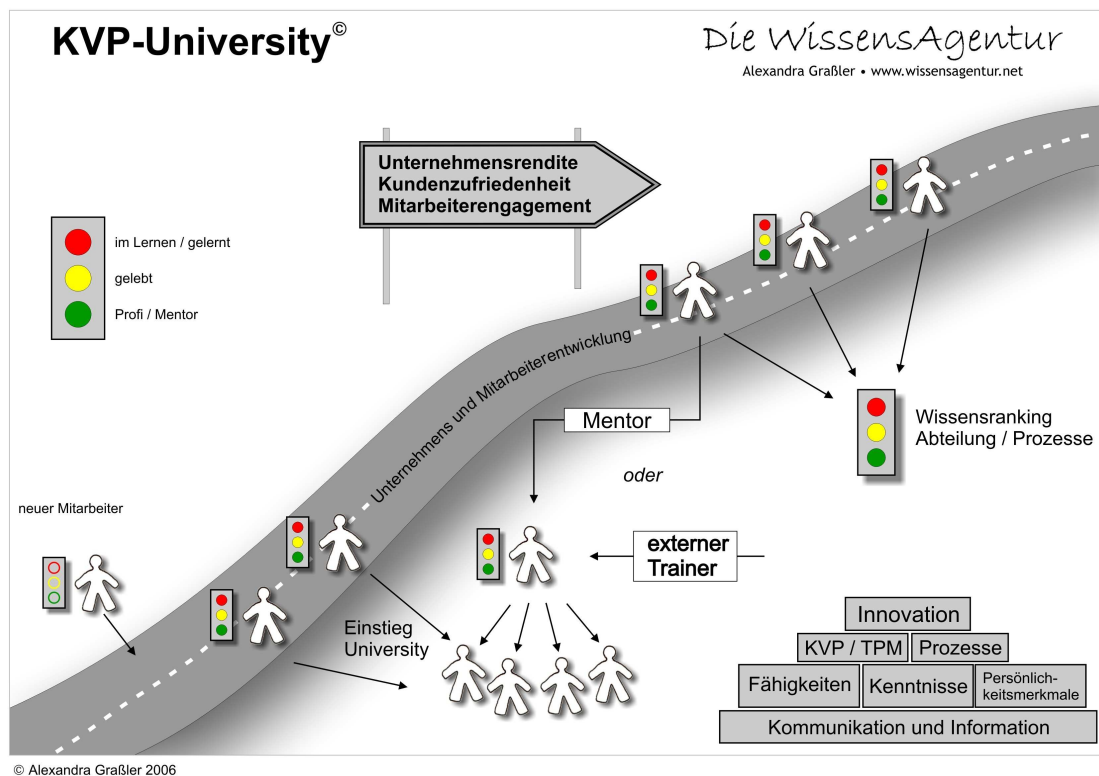 KVP-University©
Die WissensAgentur
Alexandra Graßler • www.wissensagentur.net
Unternehmensrendite
Kundenzufriedenheit
Mitarbeiterengagement
im Lernen / gelernt
gelebt
Profi / Mentor
Unternehmens und Mitarbeiterentwicklung
Mentor
oder
Wissensranking
Abteilung / Prozesse
neuer Mitarbeiter
externer
Trainer
Einstieg
University
Innovation
KVP / TPM
Prozesse
Fähigkeiten
Kenntnisse
Persönlich-
keitsmerkmale
Kommunikation und Information
© Alexandra Graßler 2006